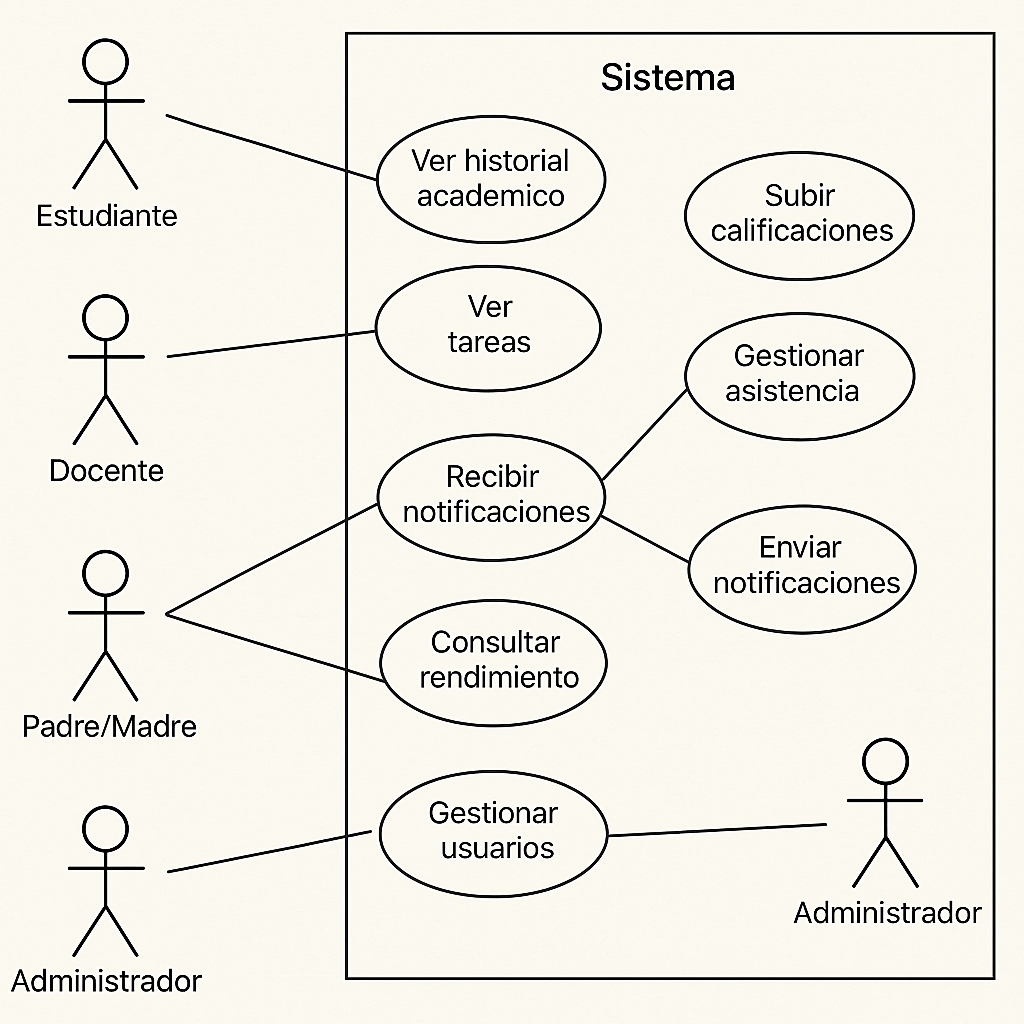 Sistema
Estudiante
Ver historial
academico
Subir
calificaciones
Docente
Ver
tareas
Gestionar
asistencia
Padre/Madre
Recibir
notificaciones
Enviar
notificaciones
Consultar
rendimiento
Administrador
Gestionar
usuarios
Administrador